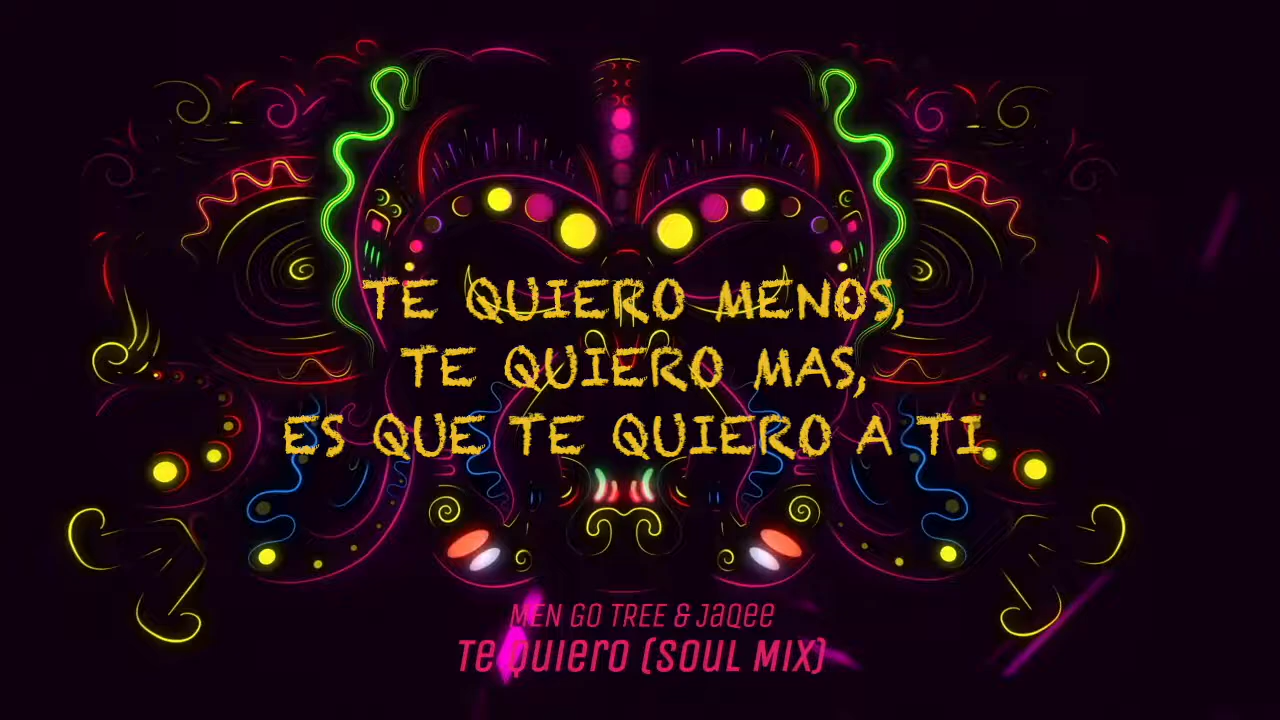 TE QUIERO MENOS,
TE QUIERO MAS,
ES QUE TE QUIERO A TI
MEN GO TREE & JaQee
Te Quiero (Soul Mix)